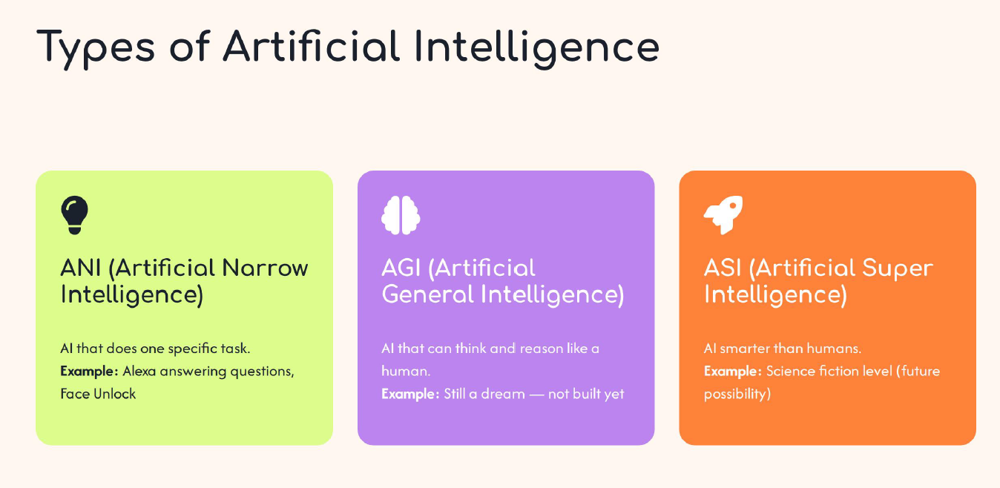 Types of Artificial Intelligence
ANI (Artificial Narrow
Intelligence)
AI that does one specific task.
Example: Alexa answering questions,
Face Unlock
AGI (Artificial
General Intelligence)
AI that can think and reason like a
human.
Example: Still a dream — not built yet
ASI (Artificial Super
Intelligence)
AI smarter than humans.
Example: Science fiction level (future
possibility)